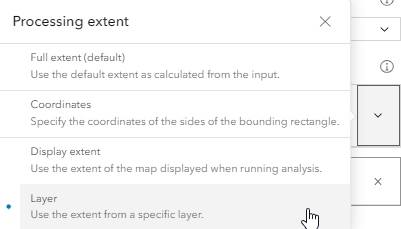 Processing extent
Full extent (default)
Use the default extent as calculated from the input.
Coordinates
Specify the coordinates of the sides of the bounding rectangle.
Display extent
Use the extent of the map displayed when running analysis.
Layer
Use the extent from a specific layer.